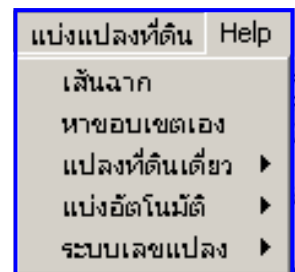 แบ่งแปลงที่ดิน Help
เส้นฉาก
หาขอบเขตเอง
แปลงที่ดินเดี่ยว
แบ่งอัตโนมัติ
ระบบเลขแปลง